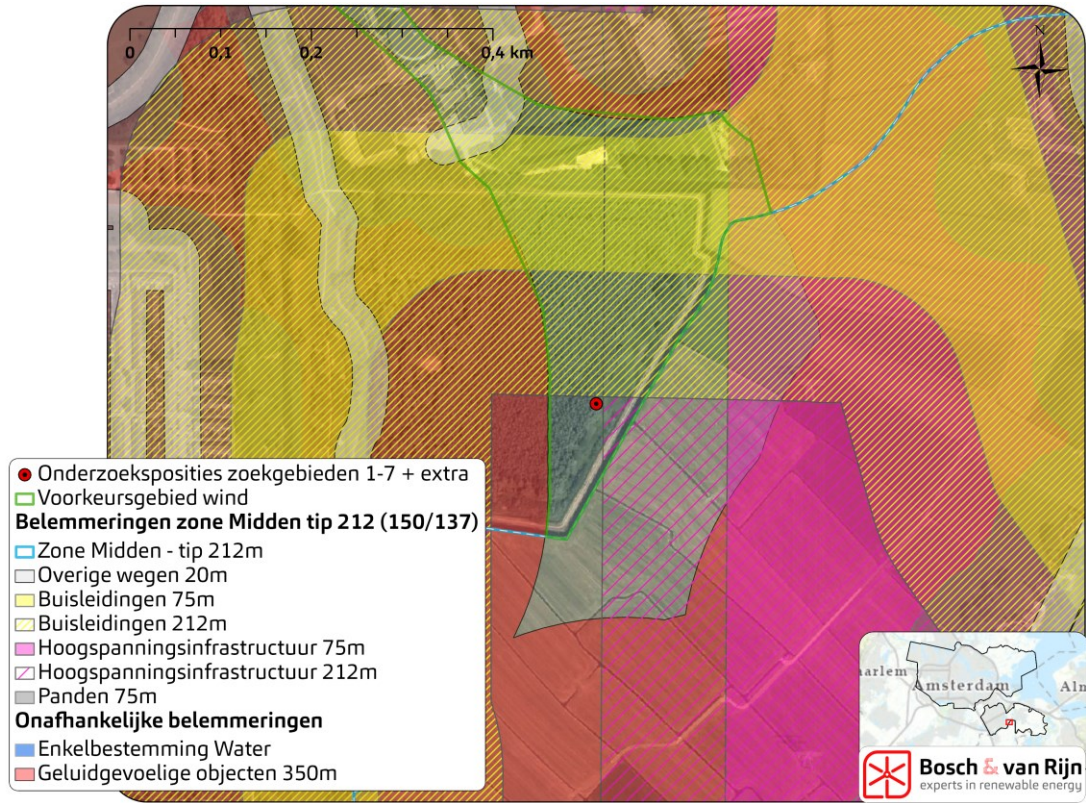 0 0,1 0,2 0,4 km
N
Onderzoeksposities zoekgebieden 1-7 + extra
Voorkeursgebied wind
Belemmeringen zone Midden tip 212 (150/137)
Zone Midden - tip 212m
Overige wegen 20m
Buisleidingen 75m
Buisleidingen 212m
Hoogspanningsinfrastructuur 75m
Hoogspanningsinfrastructuur 212m
Panden 75m
Onafhankelijke belemmeringen
Enkelbestemming Water
Geluidgevoelige objecten 350m
aarlem
Amsterdam
Alm
Bosch & van Rijn
experts in renewable energy